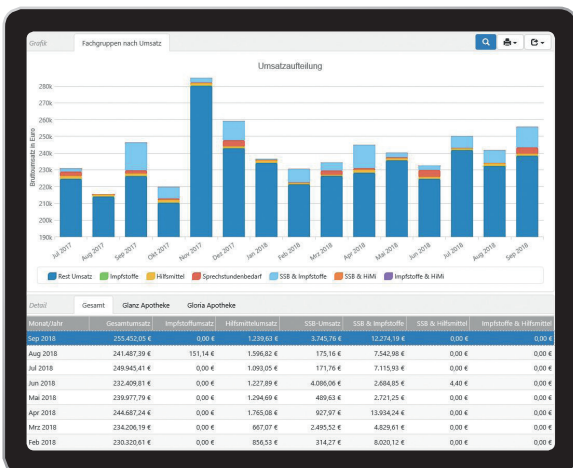 Grafik Fachgruppen nach Umsatz
Umsatzaufteilung
Bruttoumsatz in Euro
280k
270k
260k
250k
240k
230k
220k
210k
200k
190k
Jul 2017 Aug 2017 Sep 2017 Okt 2017 Nov 2017 Dez 2017 Jan 2018 Feb 2018 Mrz 2018 Apr 2018 Mai 2018 Jun 2018 Jul 2018 Aug 2018 Sep 2018
Rest Umsatz Impfstoffe Hilfsmittel Sprechstundenbedarf SSB & Impfstoffe SSB & HiMi Impfstoffe & HiMi
Detail Gesamt Glanz Apotheke Gloria Apotheke
Monat/Jahr Gesamtumsatz Impfstoffumsatz Hilfsmittelumsatz SSB-Umsatz SSB & Impfstoffe SSB & Hilfsmittel Impfstoffe & Hilfsmittel
Sep 2018 255.452,05 € 0,00 € 1.239,63 € 3.745,76 € 12.274,19 € 0,00 € 0,00 €
Aug 2018 241.487,39 € 151,14 € 1.596,82 € 175,16 € 7.542,98 € 0,00 € 0,00 €
Jul 2018 249.945,41 € 0,00 € 1.093,05 € 171,76 € 7.115,93 € 0,00 € 0,00 €
Jun 2018 232.409,81 € 0,00 € 1.227,89 € 4.086,06 € 2.684,85 € 4,40 € 0,00 €
Mai 2018 239.977,79 € 0,00 € 1.294,69 € 489,63 € 2.721,25 € 0,00 € 0,00 €
Apr 2018 244.687,24 € 0,00 € 1.765,08 € 927,97 € 13.934,24 € 0,00 € 0,00 €
Mrz 2018 234.206,19 € 0,00 € 667,07 € 2.495,52 € 4.829,61 € 0,00 € 0,00 €
Feb 2018 230.320,61 € 0,00 € 856,53 € 314,27 € 8.020,12 € 0,00 € 0,00 €